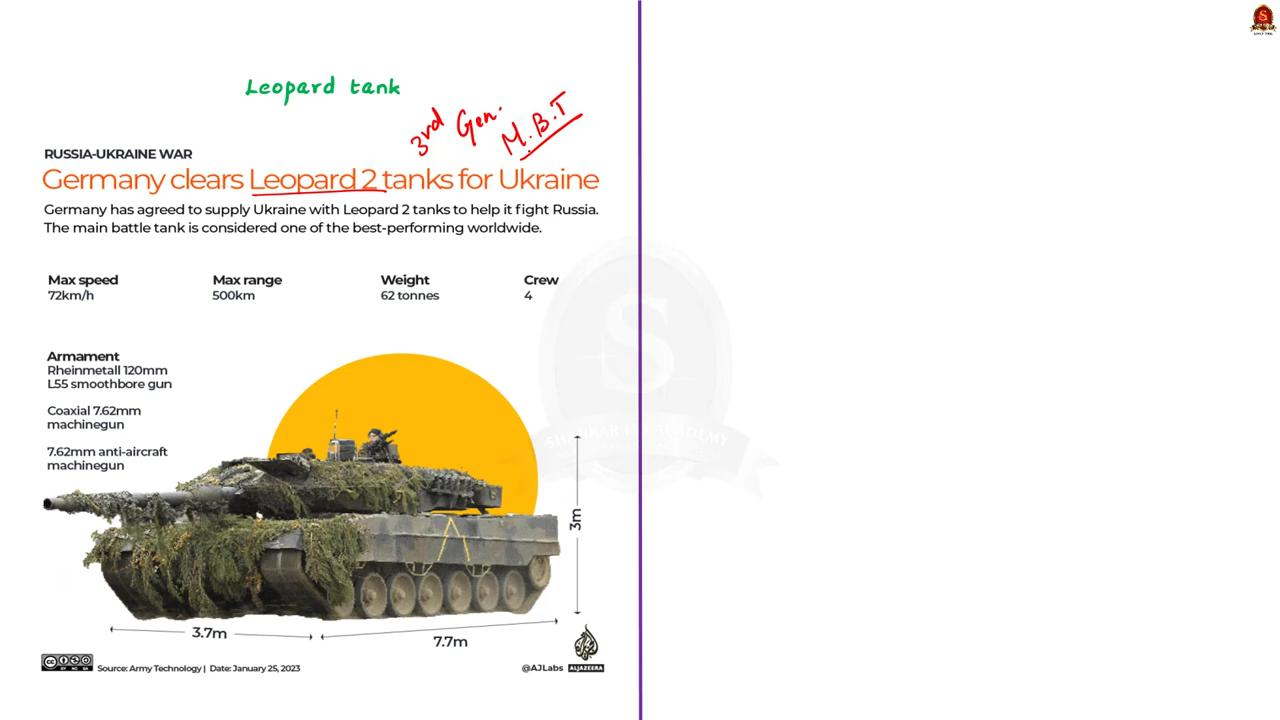 Leopard tank
3rd Gen.
M.B.T
RUSSIA-UKRAINE WAR
Germany clears Leopard 2 tanks for Ukraine
Germany has agreed to supply Ukraine with Leopard 2 tanks to help it fight Russia.
The main battle tank is considered one of the best-performing worldwide.
Max speed
72km/h
Max range
500km
Weight
62 tonnes
Crew
4
Armament
Rheinmetall 120mm
L55 smoothbore gun
Coaxial 7.62mm
machinegun
7.62mm anti-aircraft
machinegun
3m
3.7m
7.7m
Source: Army Technology | Date: January 25, 2023
@AJLabs
ALJAZEERA
SHANKAR IAS ACADEMY
S